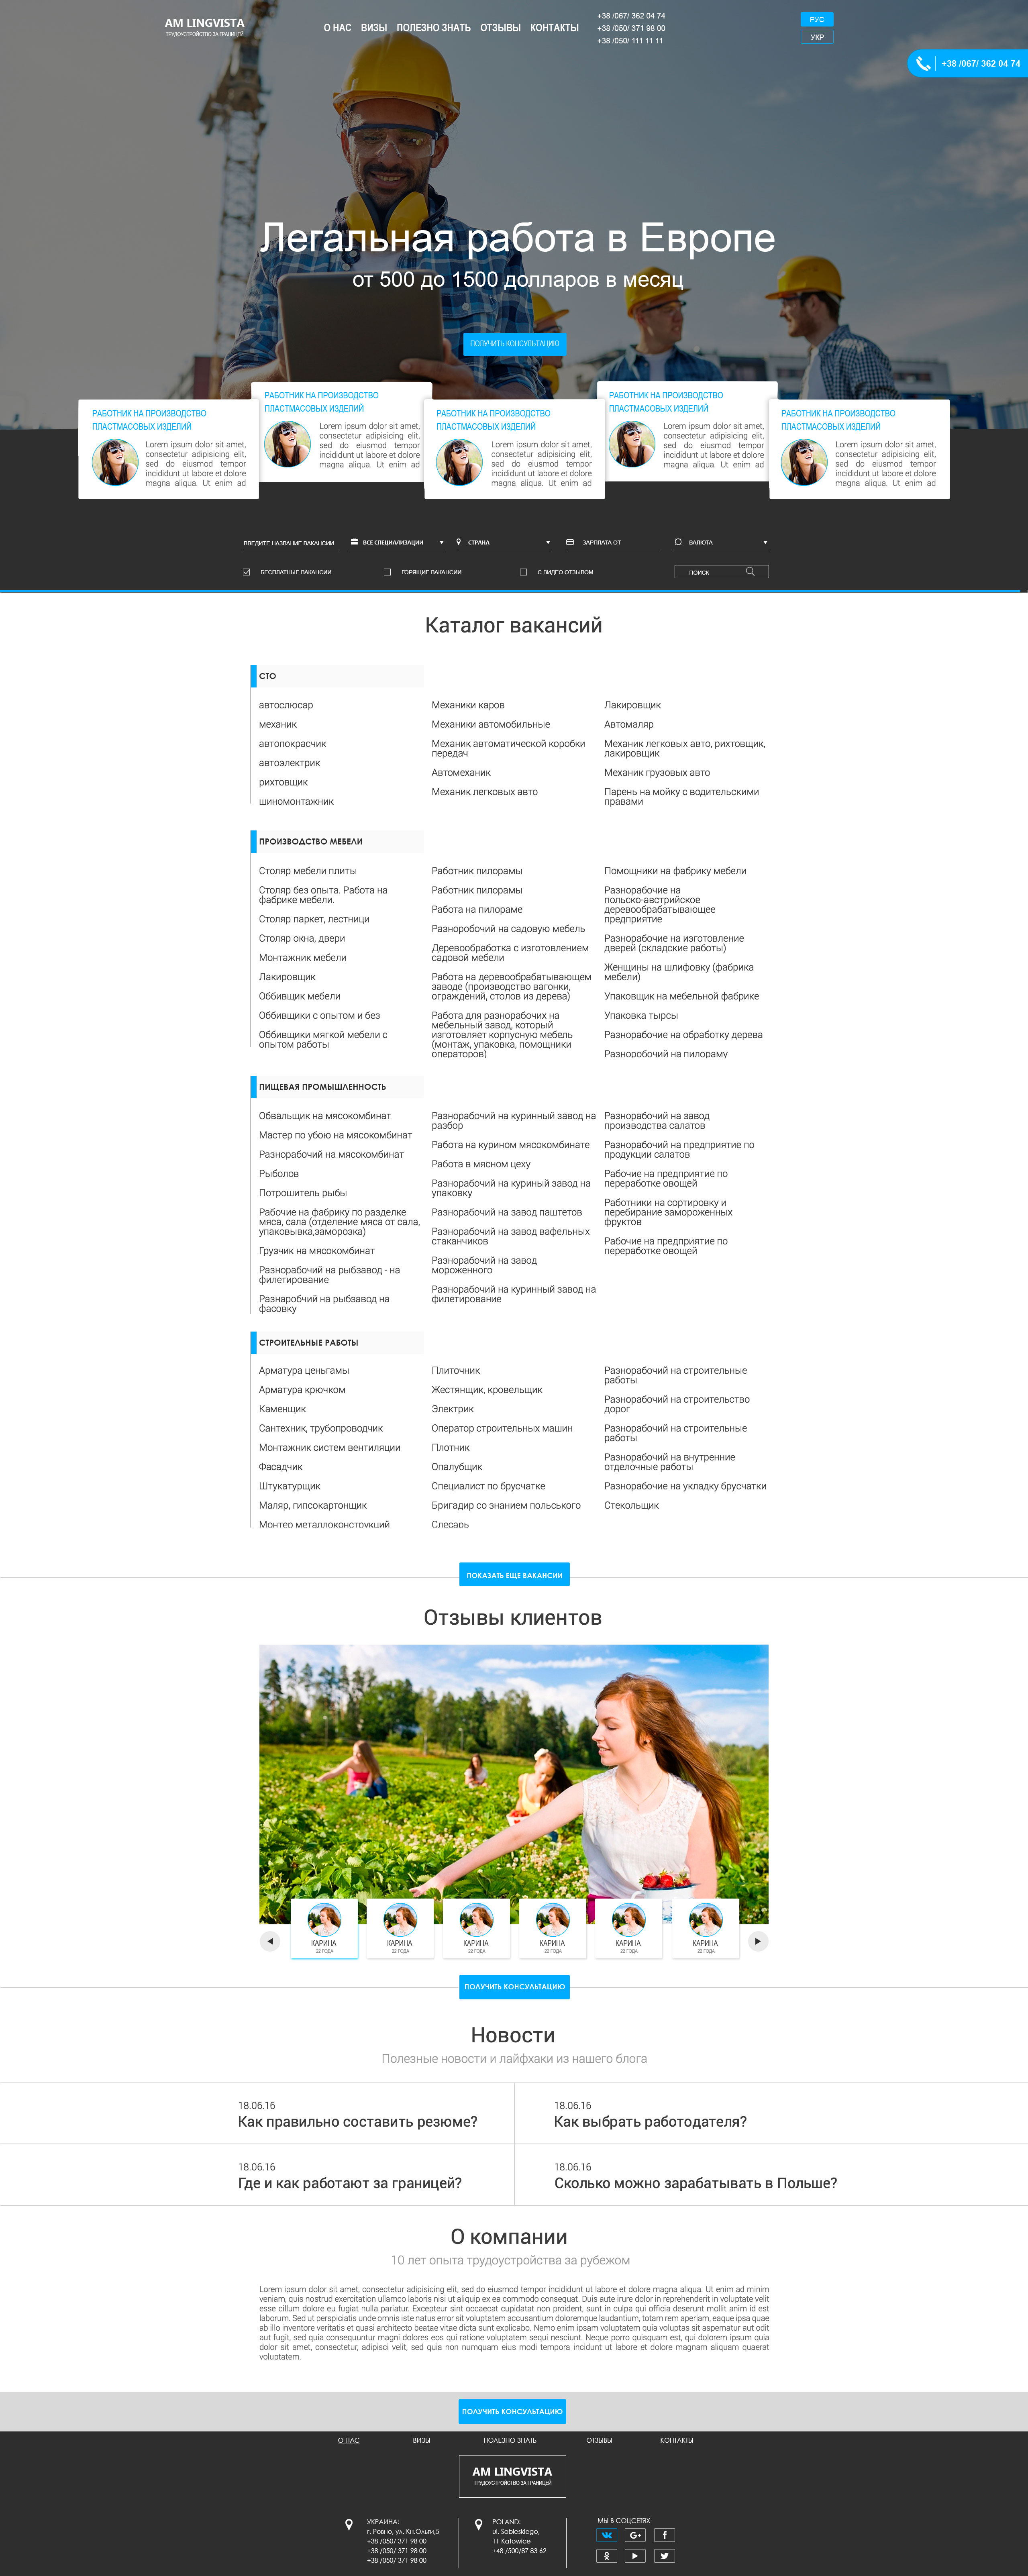 AM LINGVISTA
ТРУДОУСТРОЙСТВО ЗА ГРАНИЦЕЙ
О НАС ВИЗЫ ПОЛЕЗНО ЗНАТЬ ОТЗЫВЫ КОНТАКТЫ
+38 /067/ 362 04 74
+38 /050/ 371 98 00
+38 /050/ 111 11 11
РУС
УКР
+38 /067/ 362 04 74
Легальная работа в Европе
от 500 до 1500 долларов в месяц
ПОЛУЧИТЬ КОНСУЛЬТАЦИЮ
РАБОТНИК НА ПРОИЗВОДСТВО
ПЛАСТМАСОВЫХ ИЗДЕЛИЙ
Lorem ipsum dolor sit amet,
consectetur adipisicing elit,
sed do eiusmod tempor
incididunt ut labore et dolore
magna aliqua. Ut enim ad
РАБОТНИК НА ПРОИЗВОДСТВО
ПЛАСТМАСОВЫХ ИЗДЕЛИЙ
Lorem ipsum dolor sit amet,
consectetur adipisicing elit,
sed do eiusmod tempor
incididunt ut labore et dolore
magna aliqua. Ut enim ad
РАБОТНИК НА ПРОИЗВОДСТВО
ПЛАСТМАСОВЫХ ИЗДЕЛИЙ
Lorem ipsum dolor sit amet,
consectetur adipisicing elit,
sed do eiusmod tempor
incididunt ut labore et dolore
magna aliqua. Ut enim ad
РАБОТНИК НА ПРОИЗВОДСТВО
ПЛАСТМАСОВЫХ ИЗДЕЛИЙ
Lorem ipsum dolor sit amet,
consectetur adipisicing elit,
sed do eiusmod tempor
incididunt ut labore et dolore
magna aliqua. Ut enim ad
РАБОТНИК НА ПРОИЗВОДСТВО
ПЛАСТМАСОВЫХ ИЗДЕЛИЙ
Lorem ipsum dolor sit amet,
consectetur adipisicing elit,
sed do eiusmod tempor
incididunt ut labore et dolore
magna aliqua. Ut enim ad
ВВЕДИТЕ НАЗВАНИЕ ВАКАНСИИ ВСЕ СПЕЦИАЛИЗАЦИИ СТРАНА ЗАРПЛАТА ОТ ВАЛЮТА
БЕСПЛАТНЫЕ ВАКАНСИИ ГОРЯЩИЕ ВАКАНСИИ С ВИДЕО ОТЗЫВОМ ПОИСК
Каталог вакансий
СТО
автослюсар
механик
автопокрасчик
автоэлектрик
рихтовщик
шиномонтажник
Механики каров
Механики автомобильные
Механик автоматической коробки
передач
Автомеханик
Механик легковых авто
Лакировщик
Автомаляр
Механик легковых авто, рихтовщик,
лакировщик
Механик грузовых авто
Парень на мойку с водительскими
правами
ПРОИЗВОДСТВО МЕБЕЛИ
Столяр мебели плиты
Столяр без опыта. Работа на
фабрике мебели.
Столяр паркет, лестници
Столяр окна, двери
Монтажник мебели
Лакировщик
Оббивщик мебели
Оббивщики с опытом и без
Оббивщики мягкой мебели с
опытом работы
Работник пилорамы
Работник пилорамы
Работа на пилораме
Разноробочий на садовую мебель
Деревообработка с изготовлением
садовой мебели
Работа на деревообрабатывающем
заводе (производство вагонки,
ограждений, столов из дерева)
Работа для разнорабочих на
мебельный завод, который
изготовляет корпусную мебель
(монтаж, упаковка, помощники
операторов)
Помощники на фабрику мебели
Разнорабочие на
польско-австрийское
деревообрабатывающее
предприятие
Разнорабочие на изготовление
дверей (складские работы)
Женщины на шлифовку (фабрика
мебели)
Упаковщик на мебельной фабрике
Упаковка тырсы
Разнорабочие на обработку дерева
Разноробочий на пилораму
ПИЩЕВАЯ ПРОМЫШЛЕННОСТЬ
Обвальщик на мясокомбинат
Мастер по убою на мясокомбинат
Разнорабочий на мясокомбинат
Рыболов
Потрошитель рыбы
Рабочие на фабрику по разделке
мяса, сала (отделение мяса от сала,
упаковывка,заморозка)
Грузчик на мясокомбинат
Разнорабочий на рыбзавод - на
филетирование
Разнаробчий на рыбзавод на
фасовку
Разнорабочий на куринный завод на
разбор
Работа на курином мясокомбинате
Работа в мясном цеху
Разнорабочий на куриный завод на
упаковку
Разнорабочий на завод паштетов
Разнорабочий на завод вафельных
стаканчиков
Разнорабочий на завод
мороженного
Разнорабочий на куринный завод на
филетирование
Разнорабочий на завод
производства салатов
Разнорабочий на предприятие по
продукции салатов
Рабочие на предприятие по
переработке овощей
Работники на сортировку и
перебирание замороженных
фруктов
Рабочие на предприятие по
переработке овощей
СТРОИТЕЛЬНЫЕ РАБОТЫ
Арматура ценьгамы
Арматура крючком
Каменщик
Сантехник, трубопроводчик
Монтажник систем вентиляции
Фасадчик
Штукатурщик
Маляр, гипсокартонщик
Монтер металлоконструкций
Плиточник
Жестянщик, кровельщик
Электрик
Оператор строительных машин
Плотник
Опалубщик
Специалист по брусчатке
Бригадир со знанием польского
Слесарь
Разнорабочий на строительные
работы
Разнорабочий на строительство
дорог
Разнорабочий на строительные
работы
Разнорабочий на внутренние
отделочные работы
Разнорабочие на укладку брусчатки
Стекольщик
ПОКАЗАТЬ ЕЩЕ ВАКАНСИИ
Отзывы клиентов
КАРИНА КАРИНА КАРИНА КАРИНА КАРИНА КАРИНА
22 ГОДА 22 ГОДА 22 ГОДА 22 ГОДА 22 ГОДА 22 ГОДА
ПОЛУЧИТЬ КОНСУЛЬТАЦИЮ
Новости
Полезные новости и лайфхаки из нашего блога
18.06.16
Как правильно составить резюме?
18.06.16
Как выбрать работодателя?
18.06.16
Где и как работают за границей?
18.06.16
Сколько можно зарабатывать в Польше?
О компании
10 лет опыта трудоустройства за рубежом
Lorem ipsum dolor sit amet, consectetur adipisicing elit, sed do eiusmod tempor incididunt ut labore et dolore magna aliqua. Ut enim ad minim
veniam, quis nostrud exercitation ullamco laboris nisi ut aliquip ex ea commodo consequat. Duis aute irure dolor in reprehenderit in voluptate velit
esse cillum dolore eu fugiat nulla pariatur. Excepteur sint occaecat cupidatat non proident, sunt in culpa qui officia deserunt mollit anim id est
laborum. Sed ut perspiciatis unde omnis iste natus error sit voluptatem accusantium doloremque laudantium, totam rem aperiam, eaque ipsa quae
ab illo inventore veritatis et quasi architecto beatae vitae dicta sunt explicabo. Nemo enim ipsam voluptatem quia voluptas sit aspernatur aut odit
aut fugit, sed quia consequuntur magni dolores eos qui ratione voluptatem sequi nesciunt. Neque porro quisquam est, qui dolorem ipsum quia
dolor sit amet, consectetur, adipisci velit, sed quia non numquam eius modi tempora incidunt ut labore et dolore magnam aliquam quaerat
voluptatem.
ПОЛУЧИТЬ КОНСУЛЬТАЦИЮ
О НАС ВИЗЫ ПОЛЕЗНО ЗНАТЬ ОТЗЫВЫ КОНТАКТЫ
AM LINGVISTA
ТРУДОУСТРОЙСТВО ЗА ГРАНИЦЕЙ
УКРАИНА:
г. Ровно, ул. Кн.Ольги,5
+38 /050/ 371 98 00
+38 /050/ 371 98 00
+38 /050/ 371 98 00
POLAND:
ul. Sobieskiego,
11 Katowice
+48 /500/87 83 62
МЫ В СОЦСЕТЯХ